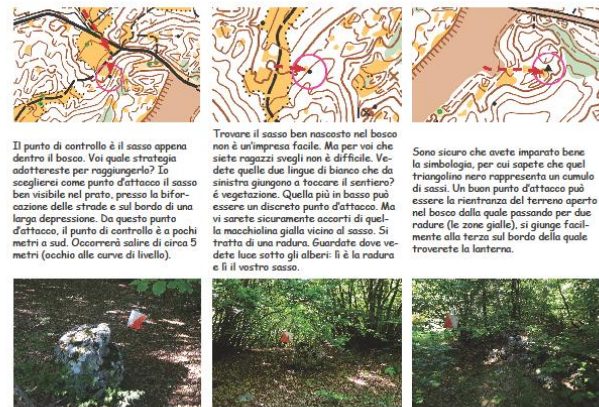 Il punto di controllo è il sasso appena
dentro il bosco. Voi quale strategia
adottereste per raggiungerlo? Io
sceglierei come punto d'attacco il sasso
ben visibile nel prato, presso la bifor-
cazione delle strade e sul bordo di una
larga depressione. Da questo punto
d'attacco, il punto di controllo è a pochi
metri a sud. Occorrerà salire di circa 5
metri (occhio alle curve di livello).
Trovare il sasso ben nascosto nel bosco
non è un'impresa facile. Ma per voi che
siete ragazzi svegli non è difficile. Ve-
dete quelle due lingue di bianco che da
sinistra giungono a toccare il sentiero?
é vegetazione. Quella più in basso può
essere un discreto punto d'attacco. Ma
vi sarete sicuramente accorti di quel-
la macchiolina gialla vicino al sasso. Si
tratta di una radura. Guardate dove ve-
dete luce sotto gli alberi: lì è la radura
e lì il vostro sasso.
Sono sicuro che avete imparato bene
la simbologia, per cui sapete che quel
triangolino nero rappresenta un cumulo
di sassi. Un buon punto d'attacco può
essere la rientranza del terreno aperto
nel bosco dalla quale passando per due
radure (le zone gialle), si giunge facil-
mente alla terza sul bordo della quale
troverete la lanterna.